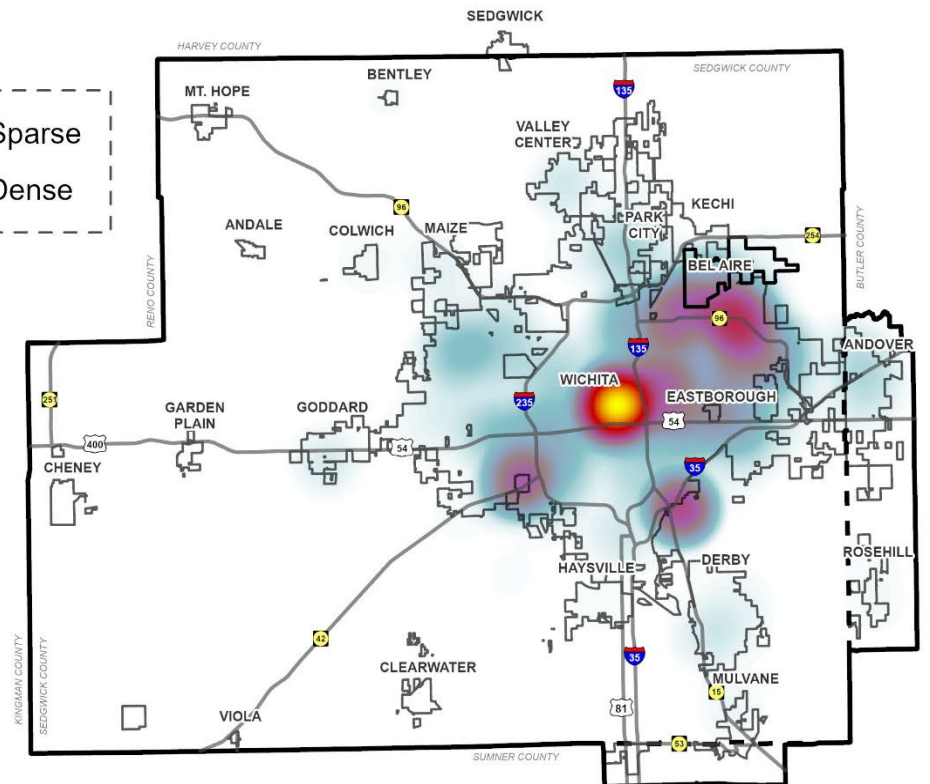 SEDGWICK
HARVEY COUNTY
SEDGWICK COUNTY
BENTLEY
MT. HOPE
135
Sparse
VALLEY
CENTER
Dense
KECHI
96
PARK
CITY
ANDALE
COLWICH
MAIZE
254
BEL AIRE
RENO COUNTY
BUTLER COUNTY
96
135
ANDOVER
WICHITA
251
235
EASTBOROUGH
GARDEN
PLAIN
GODDARD
54
400
54
CHENEY
35
HAYSVILLE
DERBY
ROSEHILL
42
35
KINGMAN COUNTY
SEDGWICK COUNTY
CLEARWATER
MULVANE
15
81
VIOLA
53
SUMNER COUNTY